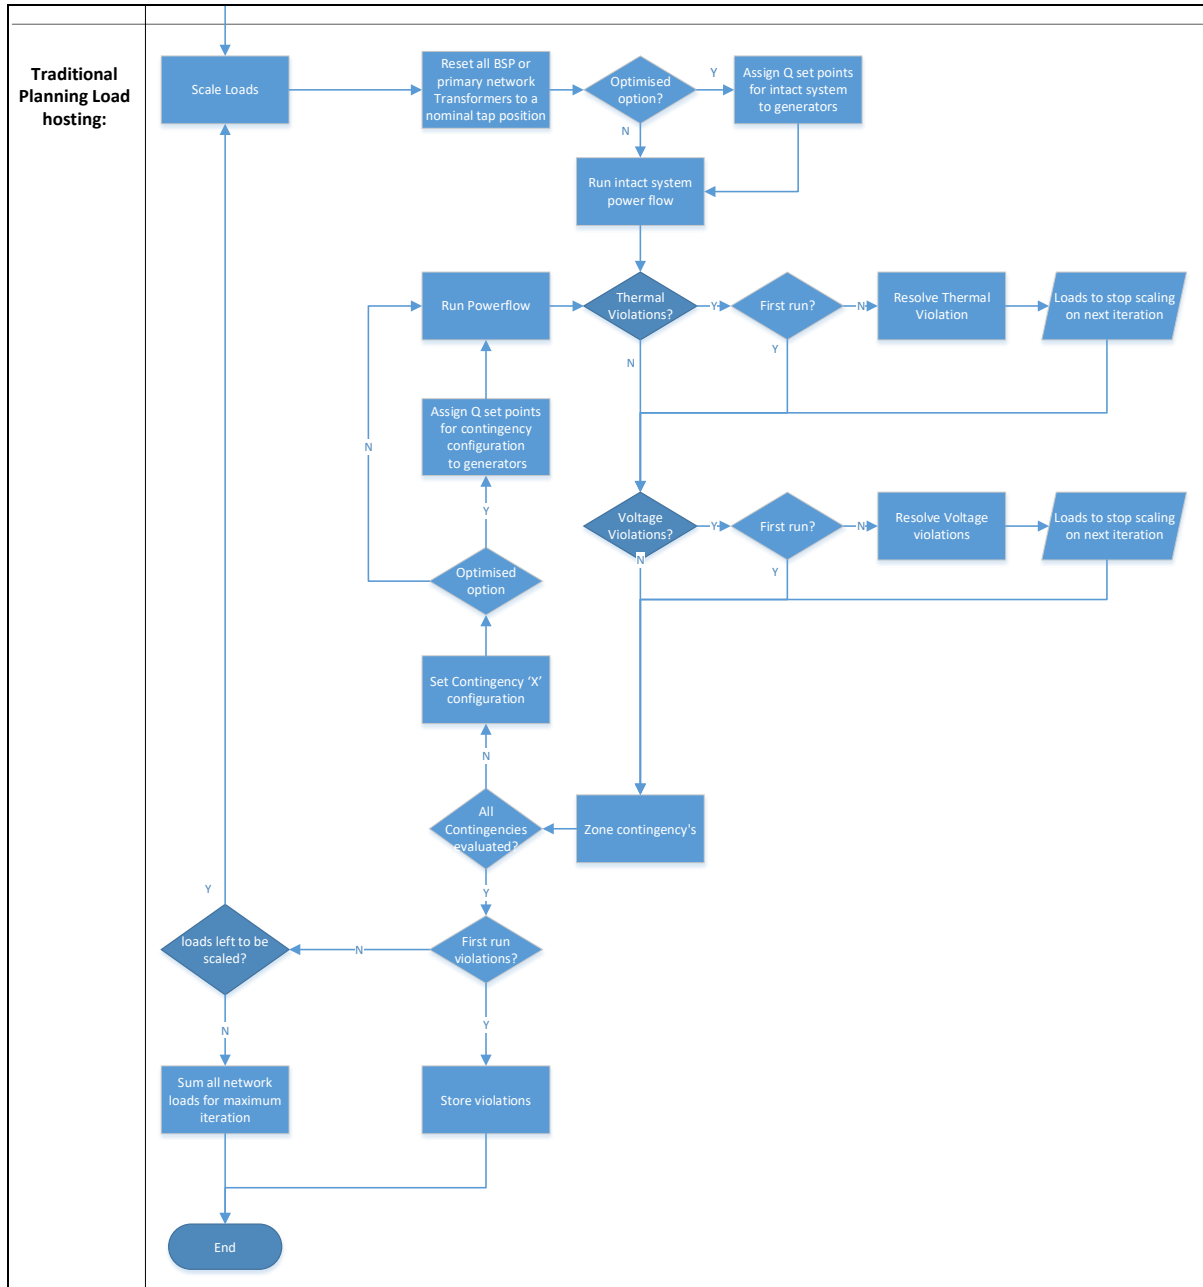 Traditional
Planning Load
hosting:
Scale Loads
Reset all BSP or
primary network
Transformers to a
nominal tap position
Optimised
option?
Y
Assign Q set points
for intact system
to generators
N
Run intact system
power flow
Run Powerflow
Thermal
Violations?
Y
First run?
N
Resolve Thermal
Violation
Loads to stop scaling
on next iteration
Y
N
Assign Q set points
for contingency
configuration
to generators
N
Y
Voltage
Violations?
Y
First run?
N
Resolve Voltage
violations
Loads to stop scaling
on next iteration
N
Y
Optimised
option
Set Contingency ‘X’
configuration
N
All
Contingencies
evaluated?
Zone contingency's
Y
Y
loads left to be
scaled?
N
First run
violations?
N
Y
Sum all network
loads for maximum
iteration
Store violations
End